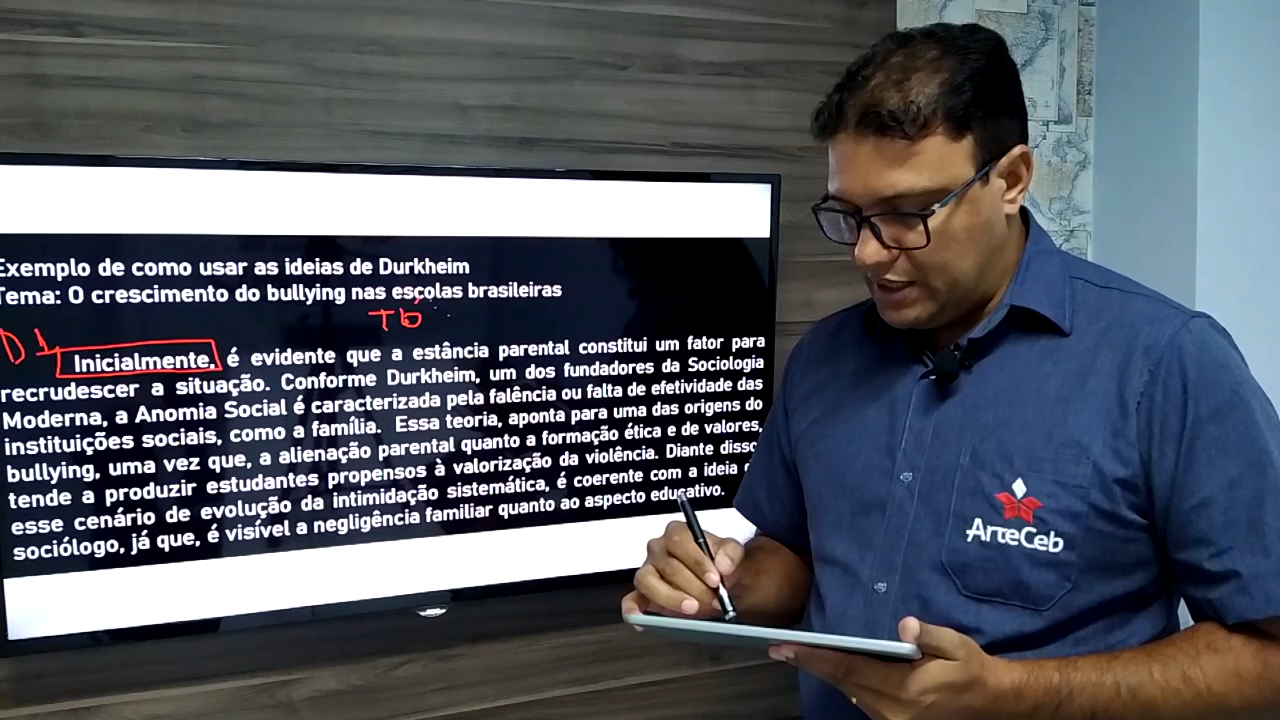 Exemplo de como usar as ideias de Durkheim
Tema: O crescimento do bullying nas escolas brasileiras
Tó
D1
Inicialmente, é evidente que a estância parental constitui um fator para
recrudescer a situação. Conforme Durkheim, um dos fundadores da Sociologia
Moderna, a Anomia Social é caracterizada pela falência ou falta de efetividade das
instituições sociais, como a família. Essa teoria, aponta para uma das origens do
bullying, uma vez que, a alienação parental quanto a formação ética e de valores,
tende a produzir estudantes propensos à valorização da violência. Diante disso
esse cenário de evolução da intimidação sistemática, é coerente com a ideia
sociólogo, já que, é visível a negligência familiar quanto ao aspecto educativo.
ArteCeb